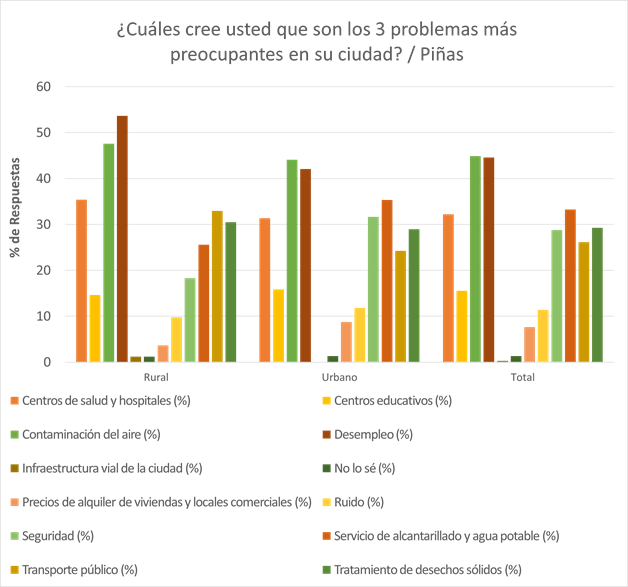 ¿Cuáles cree usted que son los 3 problemas más
preocupantes en su ciudad? / Piñas
% de Respuestas
60
50
40
30
20
10
0
Rural Urbano Total
Centros de salud y hospitales (%) Centros educativos (%)
Contaminación del aire (%) Desempleo (%)
Infraestructura vial de la ciudad (%) No lo sé (%)
Precios de alquiler de viviendas y locales comerciales (%) Ruido (%)
Seguridad (%) Servicio de alcantarillado y agua potable (%)
Transporte público (%) Tratamiento de desechos sólidos (%)